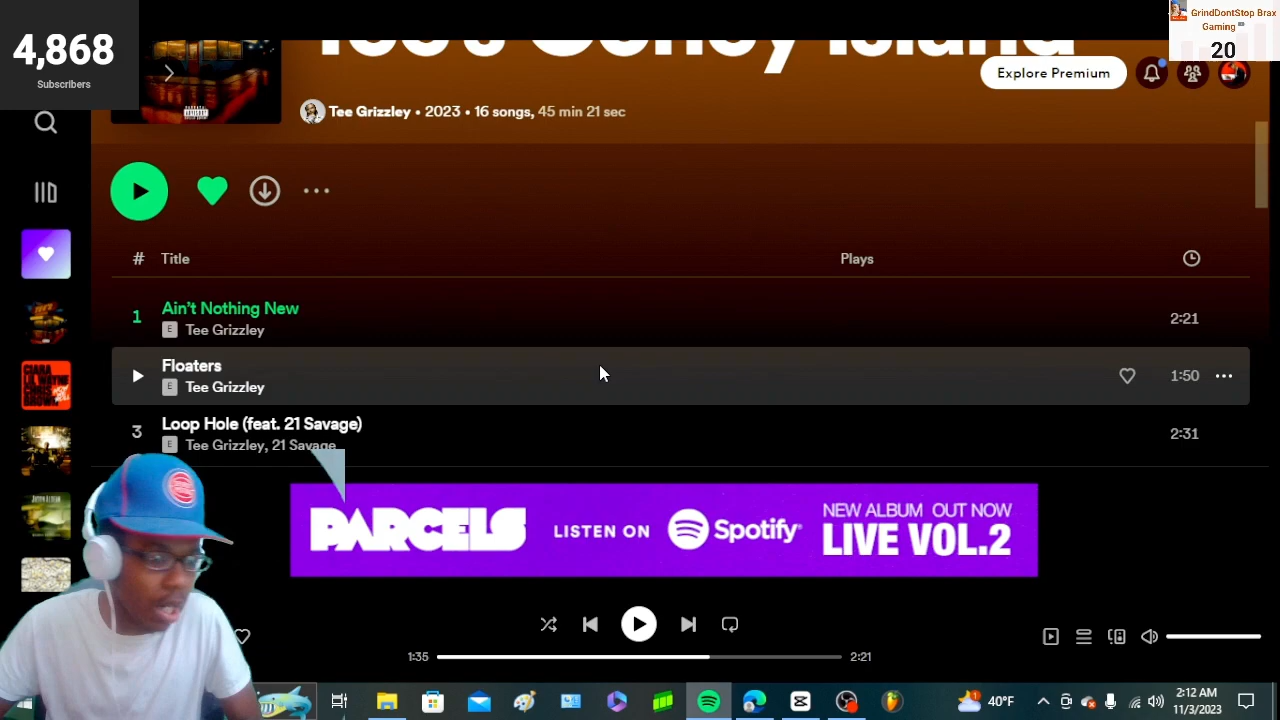 4,868
Subscribers
GrindDontStop Brax
Gaming
20
Tee's Coney Island
Explore Premium
Tee Grizzley • 2023 • 16 songs, 45 min 21 sec
# Title Plays
1 Ain't Nothing New 2:21
E Tee Grizzley
Floaters 1:50
E Tee Grizzley
3 Loop Hole (feat. 21 Savage) 2:31
E Tee Grizzley, 21 Savage
PARCELS LISTEN ON Spotify NEW ALBUM OUT NOW
LIVE VOL.2
1:35 2:21
40°F
2:12 AM
11/3/2023